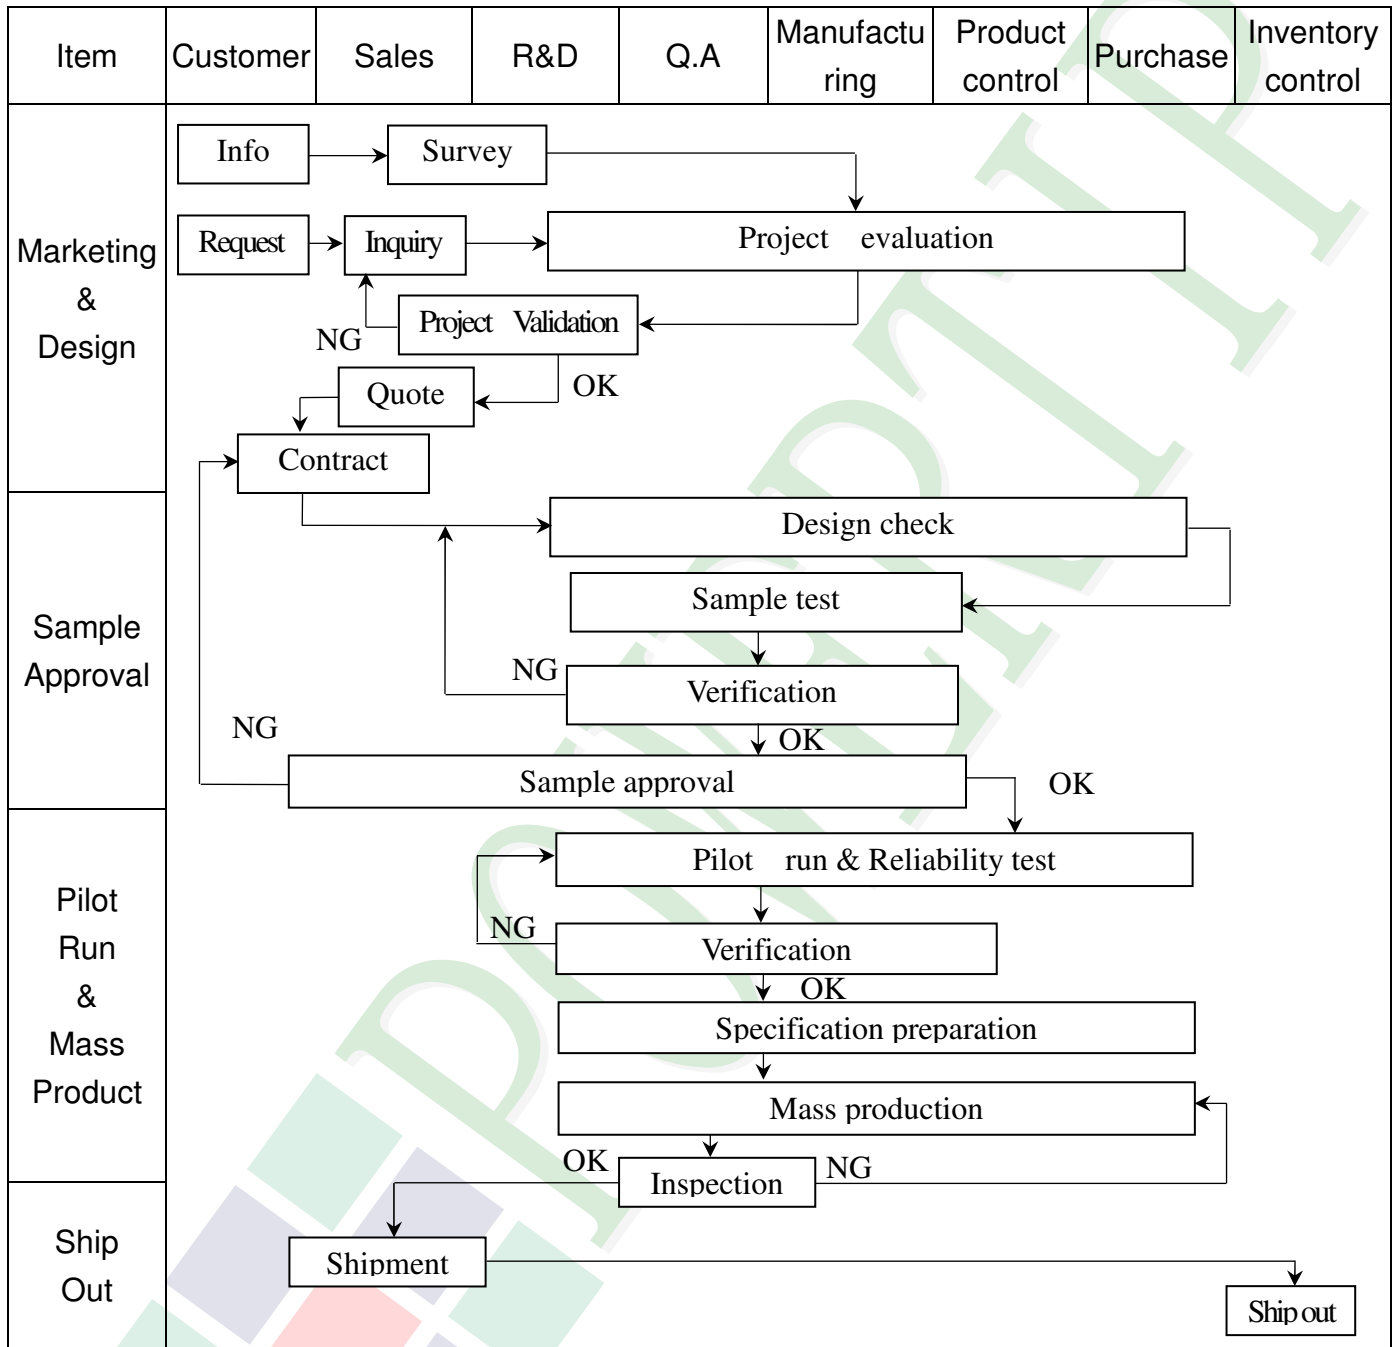 Item
Customer
Sales
R&D
Q.A
Manufactu
ring
Product
control
Purchase
Inventory
control
Marketing
&
Design
Info
Survey
Request
Inquiry
Project evaluation
Project Validation
NG
OK
Quote
Contract
Sample
Approval
Design check
Sample test
NG
Verification
NG
OK
Sample approval
OK
Pilot
Run
&
Mass
Product
Pilot run & Reliability test
NG
Verification
OK
Specification preparation
Mass production
OK
Inspection
NG
Ship
Out
Shipment
Ship out
POWERTIP